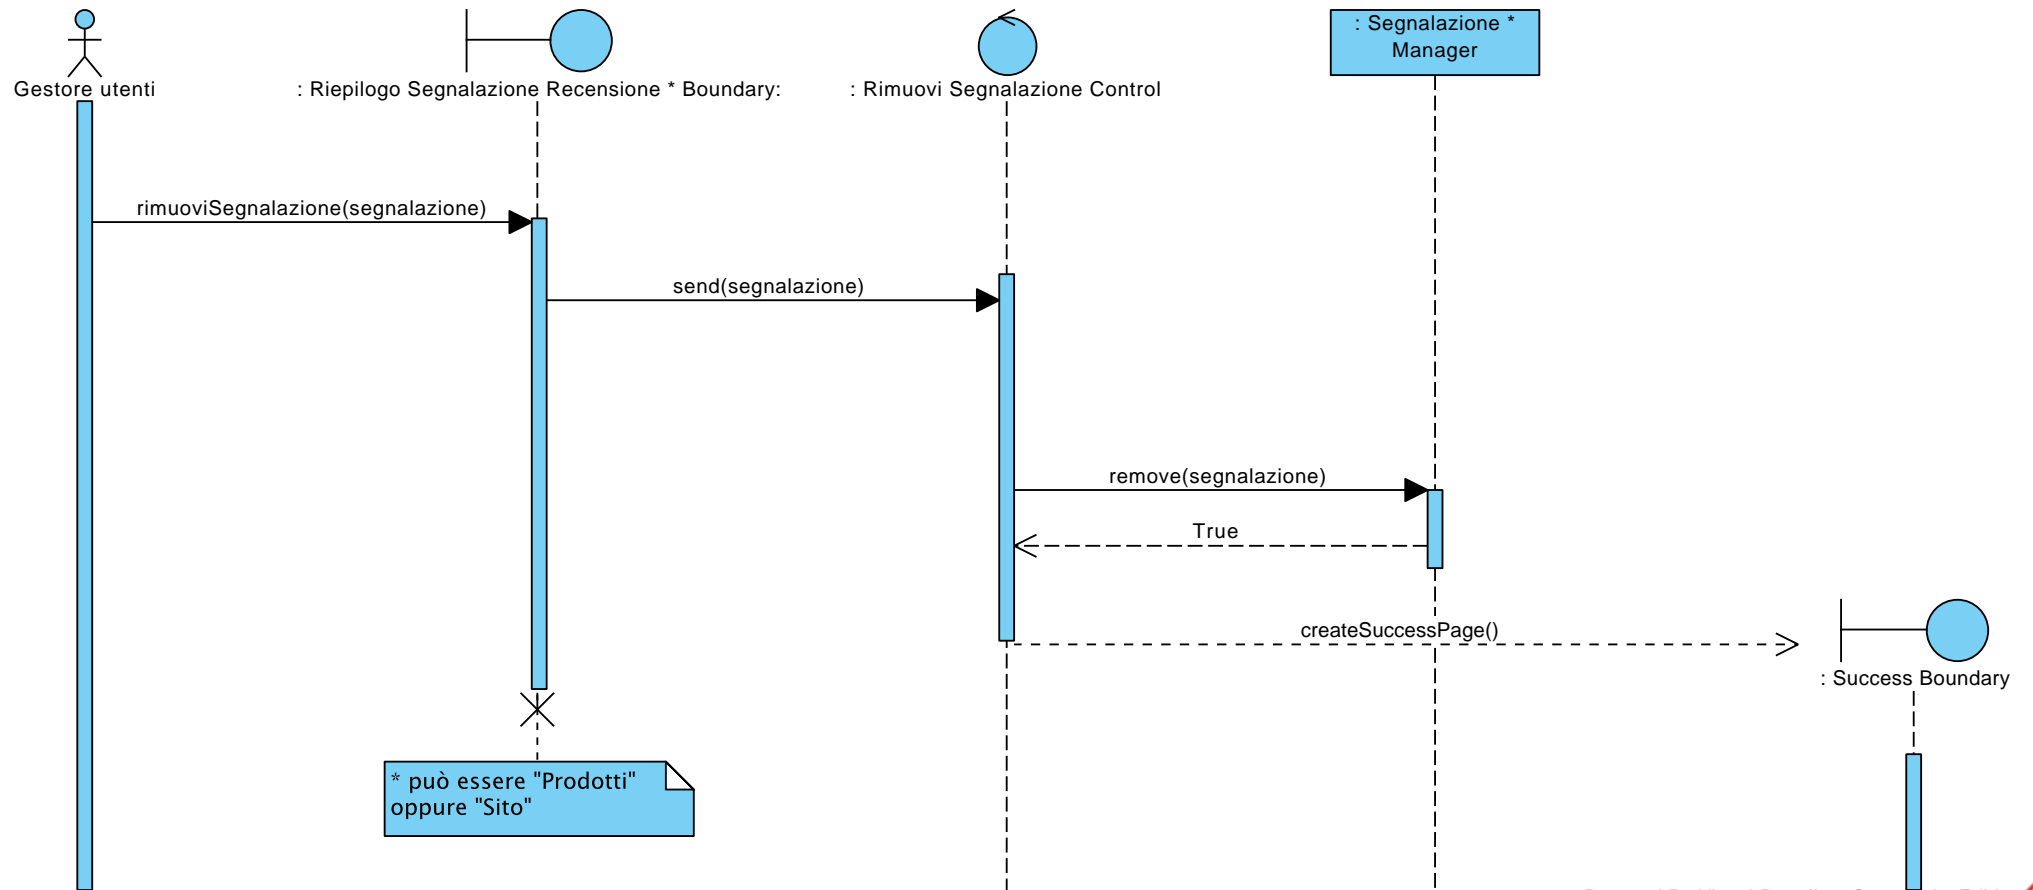 : Segnalazione *
Manager
Gestore utenti
: Riepilogo Segnalazione Recensione * Boundary:
: Rimuovi Segnalazione Control
rimuoviSegnalazione(segnalazione)
send(segnalazione)
remove(segnalazione)
True
createSuccessPage()
: Success Boundary
* può essere "Prodotti"
oppure "Sito"